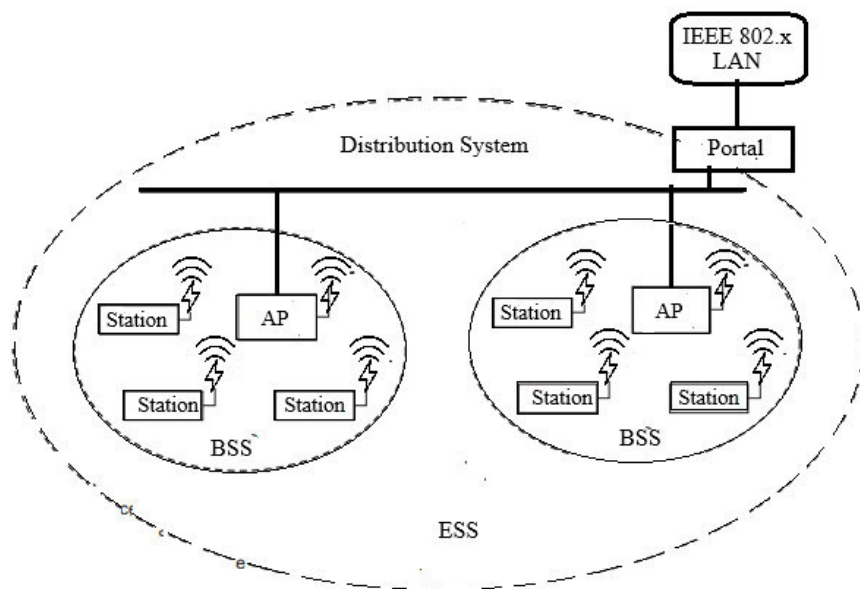 IEEE 802.x
LAN
Portal
Distribution System
AP
Station
Station
Station
BSS
AP
Station
Station
Station
BSS
ESS
e